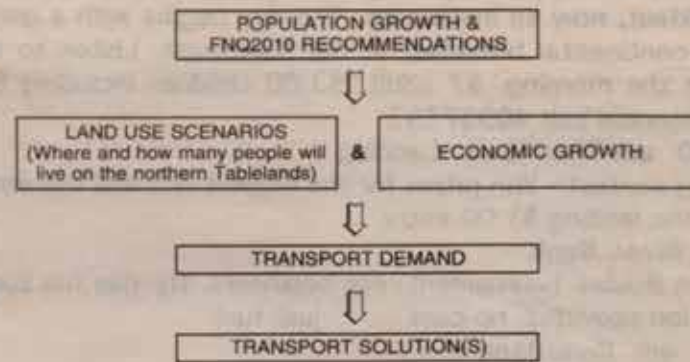 POPULATION GROWTH &
FNQ2010 RECOMMENDATIONS
LAND USE SCENARIOS
(Where and how many people will
live on the northern Tablelands)
&
ECONOMIC GROWTH
TRANSPORT DEMAND
TRANSPORT SOLUTION(S)